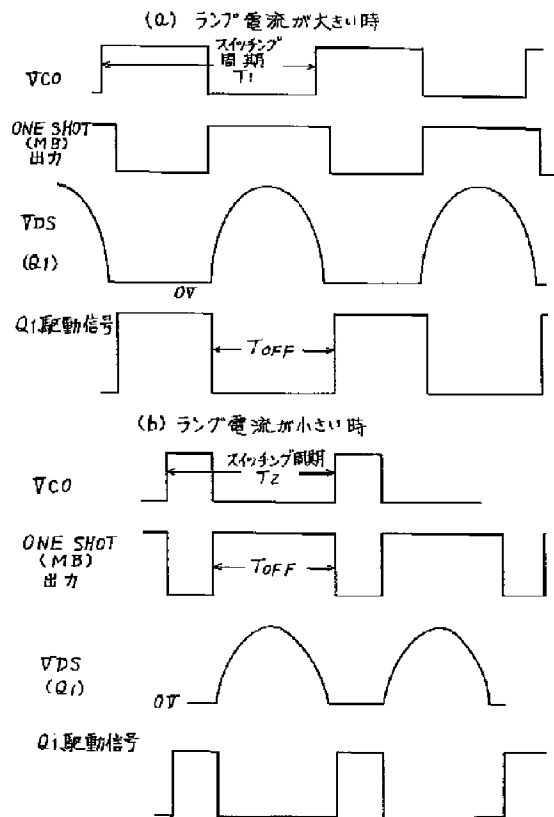 (a) ランプ電流が大きい時
スイッチング
周期
T1
VCO
ONE SHOT
(MB)
出力
VDS
(Q1)
0V
Q1駆動信号
TOFF
(b) ランプ電流が小さい時
スイッチング周期
T2
VCO
ONE SHOT
(MB)
出力
TOFF
VDS
(Q1)
0V
Q1駆動信号